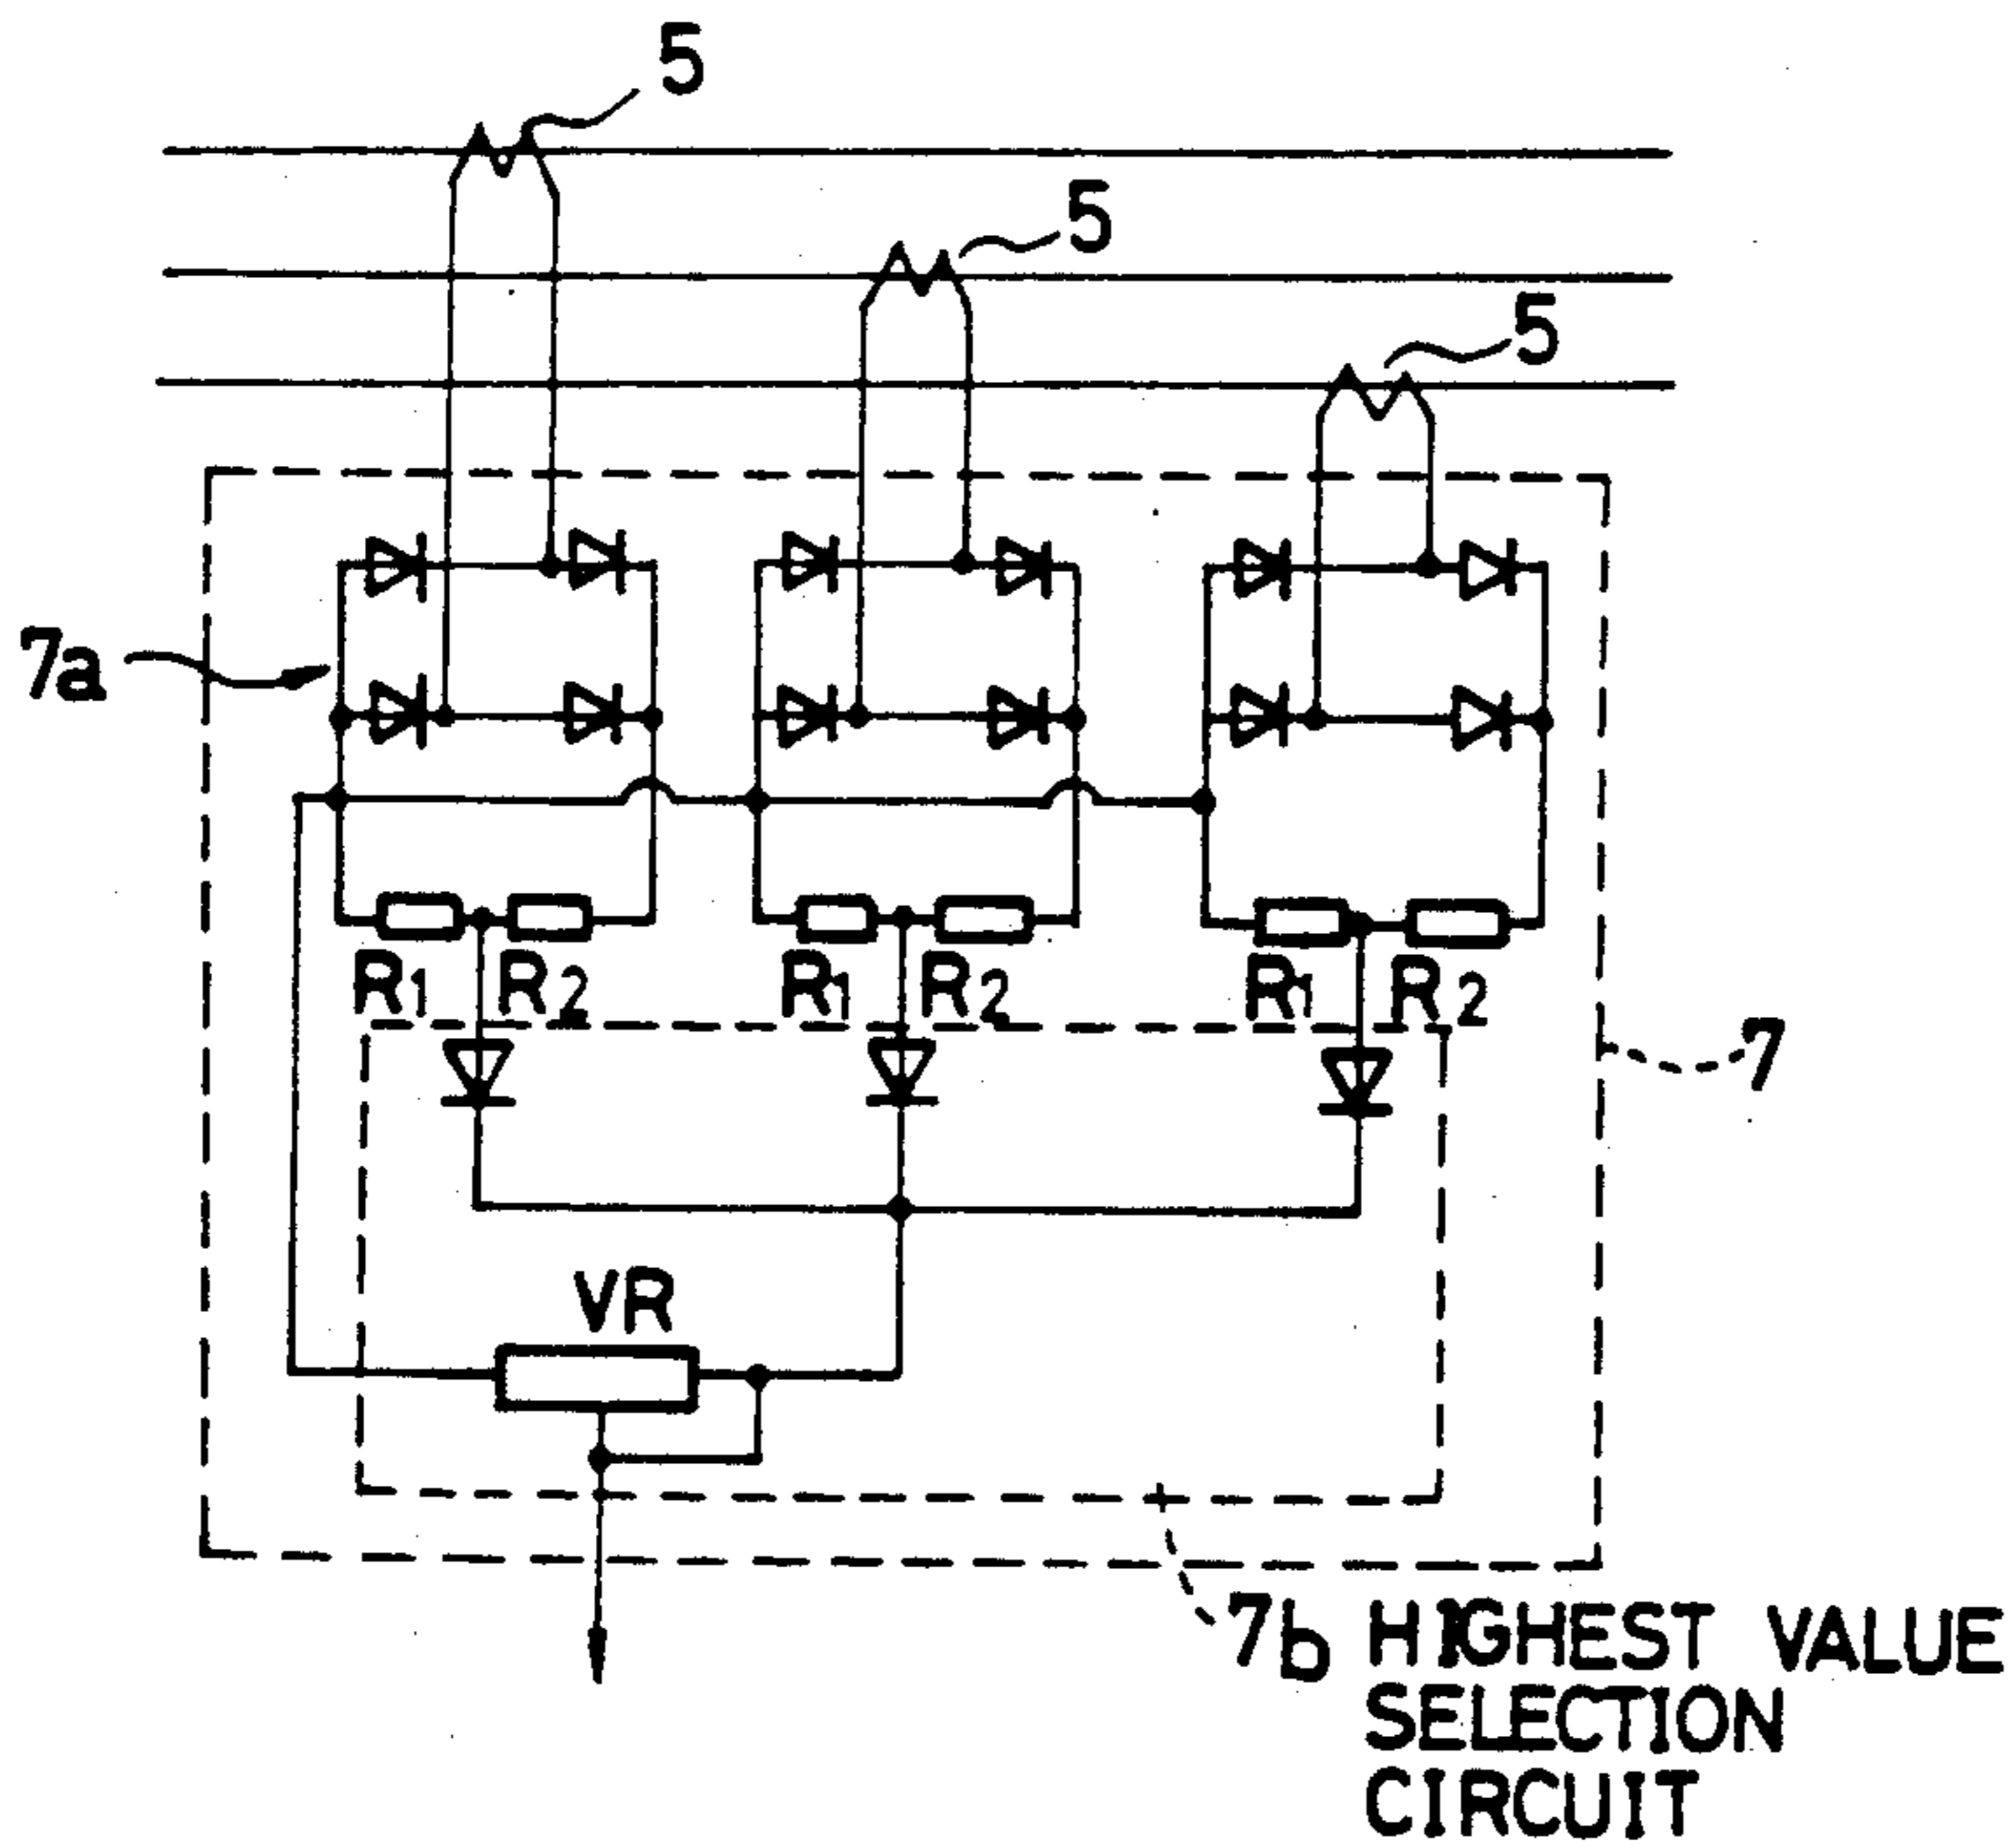 5
5
5
7a
R1 R2 R1 R2 R1 R2
7
VR
7b HIGHEST VALUE
SELECTION
CIRCUIT